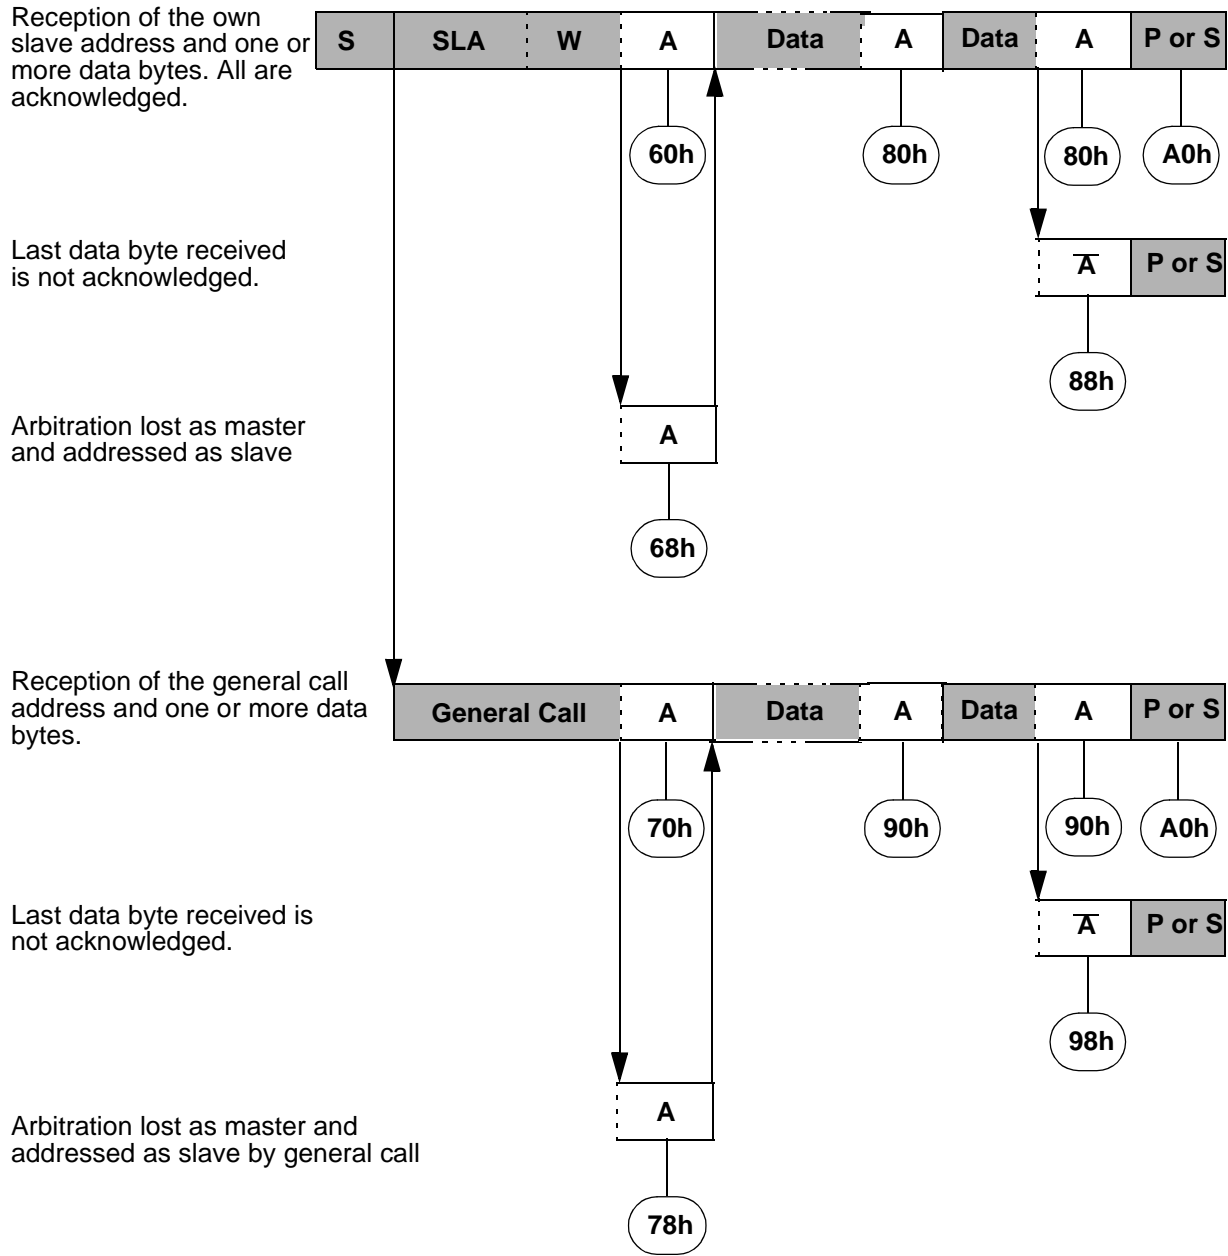 Reception of the own
slave address and one or
more data bytes. All are
acknowledged.
S SLA W A Data A Data A P or S
60h 80h 80h A0h
Last data byte received
is not acknowledged.
A̅ P or S
88h
Arbitration lost as master
and addressed as slave
A
68h
Reception of the general call
address and one or more data
bytes.
General Call A Data A Data A P or S
70h 90h 90h A0h
Last data byte received is
not acknowledged.
A̅ P or S
98h
Arbitration lost as master and
addressed as slave by general call
A
78h